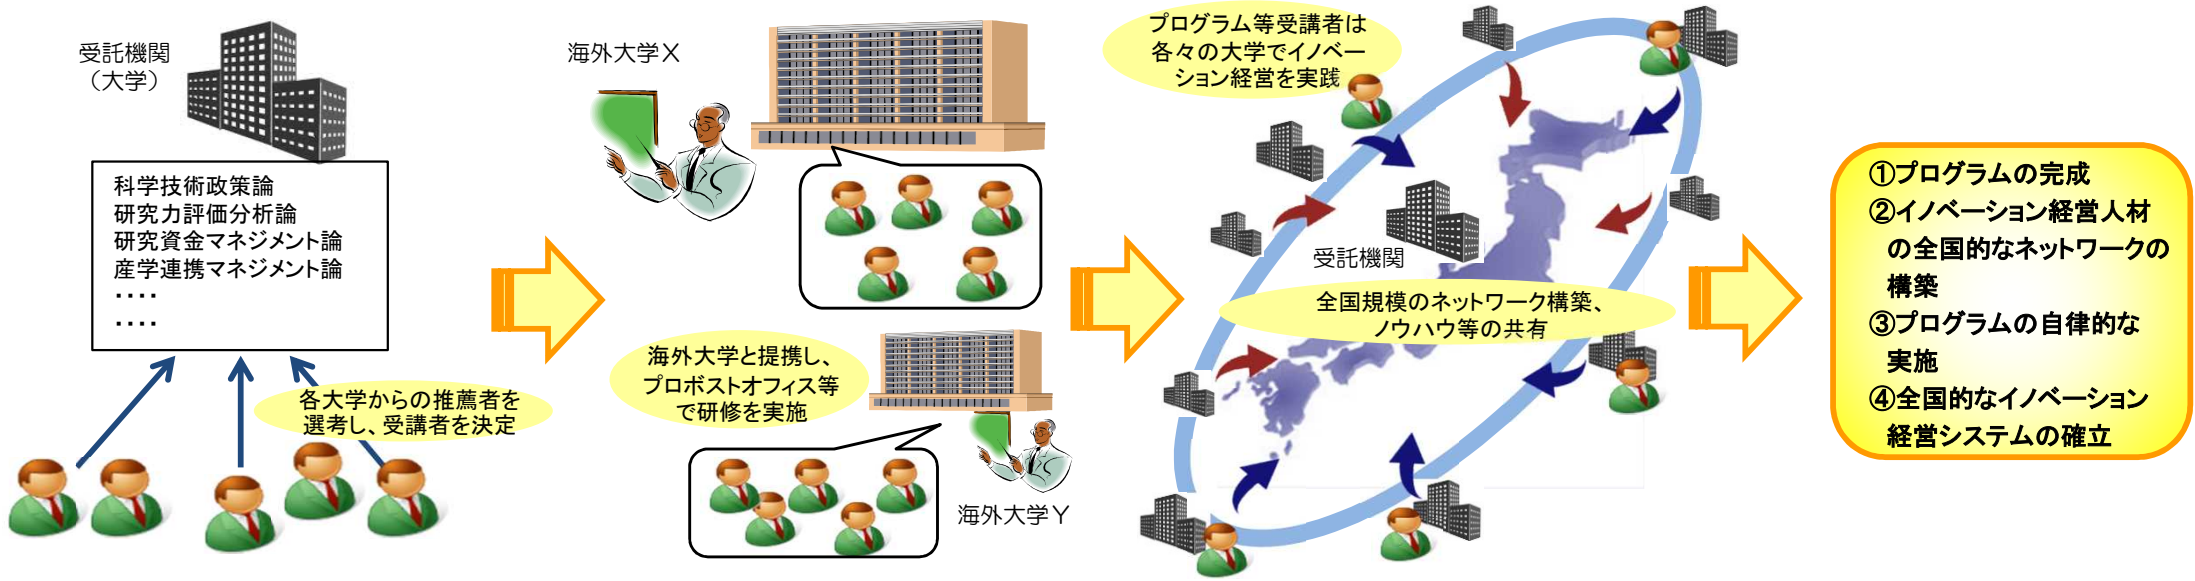 受託機関
（大学）
科学技術政策論
研究力評価分析論
研究資金マネジメント論
産学連携マネジメント論
････
････
各大学からの推薦者を
選考し、受講者を決定
海外大学X
海外大学と提携し、
プロボストオフィス等
で研修を実施
海外大学Y
プログラム等受講者は
各々の大学でイノベー
ション経営を実践
受託機関
全国規模のネットワーク構築、
ノウハウ等の共有
①プログラムの完成
②イノベーション経営人材
の全国的なネットワークの
構築
③プログラムの自律的な
実施
④全国的なイノベーション
経営システムの確立